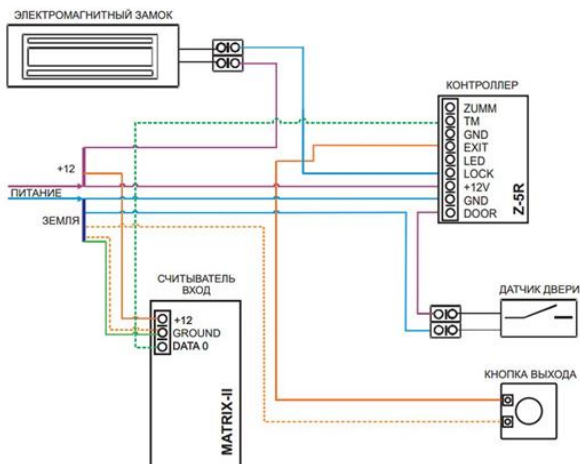 ЭЛЕКТРОМАГНИТНЫЙ ЗАМОК
КОНТРОЛЛЕР
ZUMM
TM
GND
EXIT
LED
LOCK
+12V
GND
DOOR
Z-5R
+12
ПИТАНИЕ
ЗЕМЛЯ
СЧИТЫВАТЕЛЬ
ВХОД
+12
GROUND
DATA 0
MATRIX-II
ДАТЧИК ДВЕРИ
КНОПКА ВЫХОДА